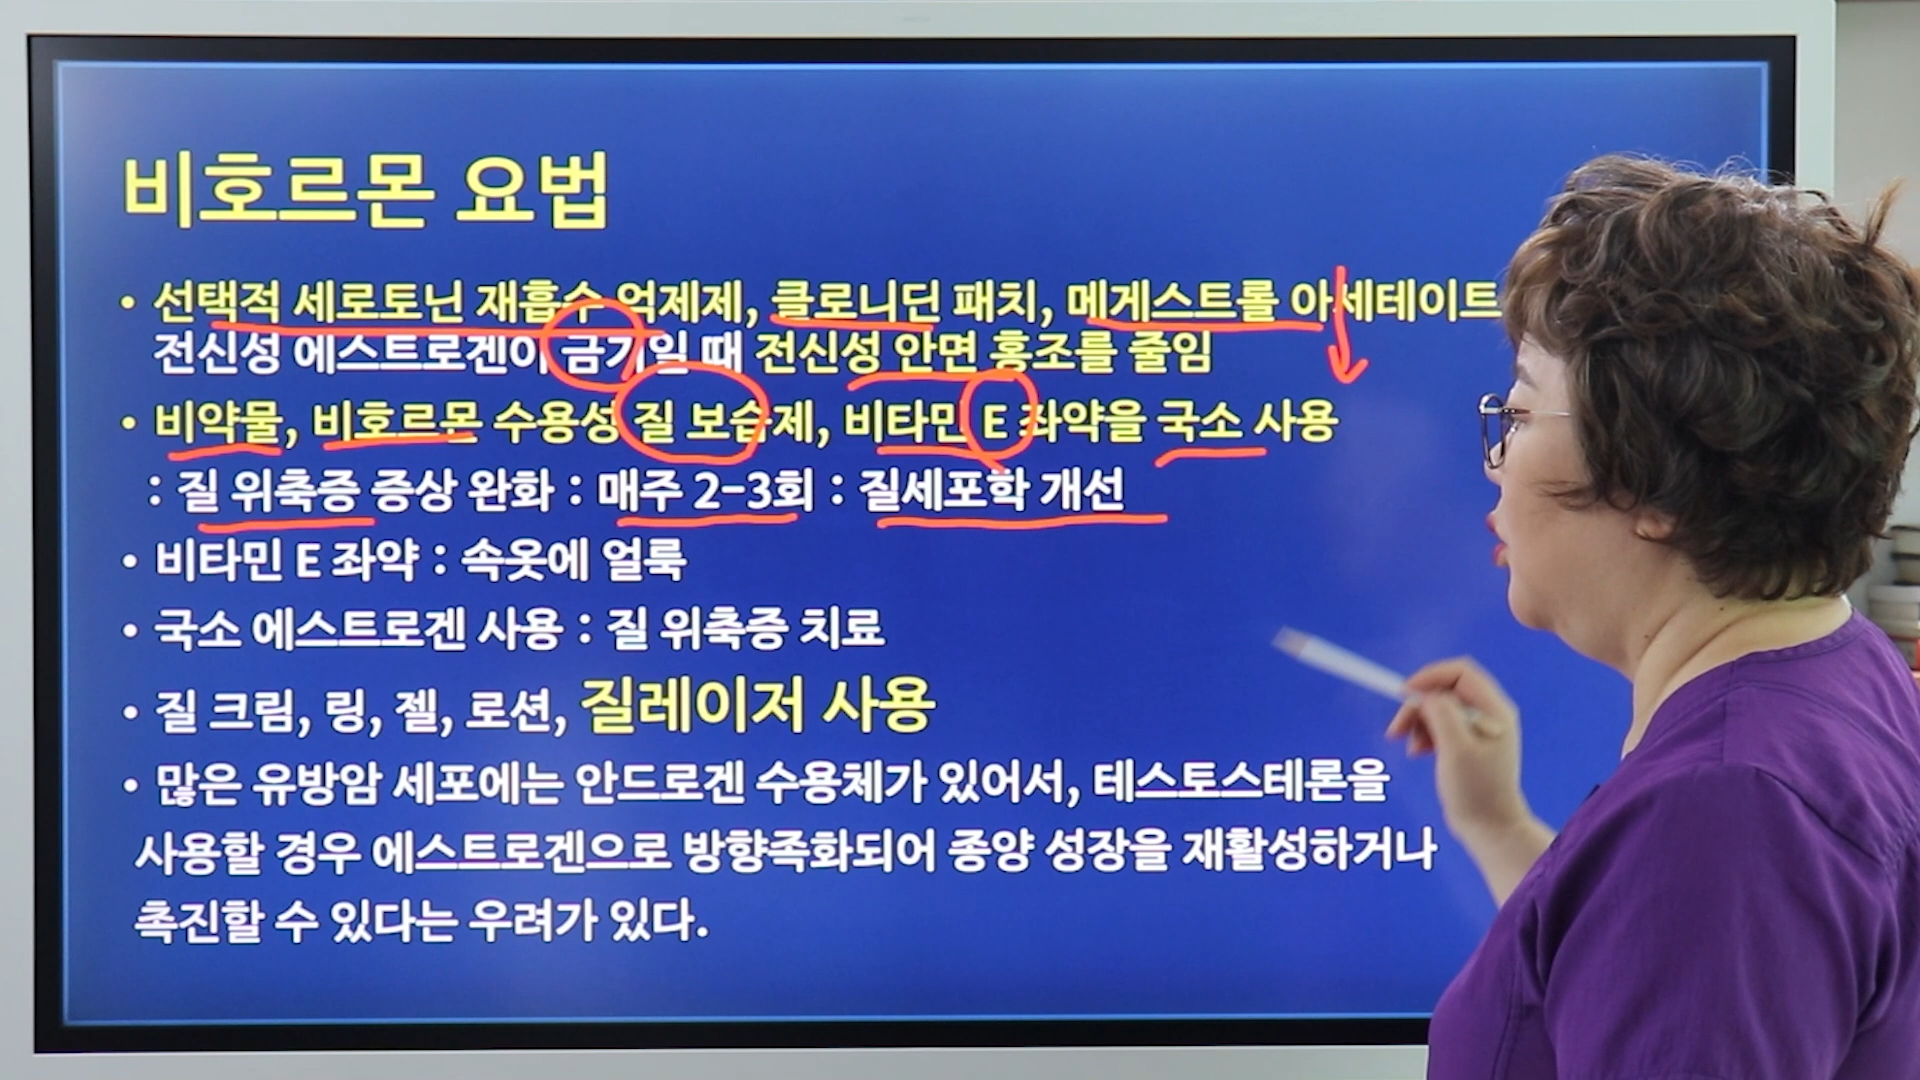 비호르몬 요법
• 선택적 세로토닌 재흡수 억제제, 클로니딘 패치, 메게스트롤 아세테이트
전신성 에스트로겐이 금기일 때 전신성 안면 홍조를 줄임
• 비약물, 비호르몬 수용성 질 보습제, 비타민 E 좌약을 국소 사용
: 질 위축증 증상 완화 : 매주 2-3회 : 질세포학 개선
• 비타민 E 좌약 : 속옷에 얼룩
• 국소 에스트로겐 사용 : 질 위축증 치료
• 질 크림, 링, 젤, 로션, 질레이저 사용
• 많은 유방암 세포에는 안드로겐 수용체가 있어서, 테스토스테론을
사용할 경우 에스트로겐으로 방향족화되어 종양 성장을 재활성하거나
촉진할 수 있다는 우려가 있다.